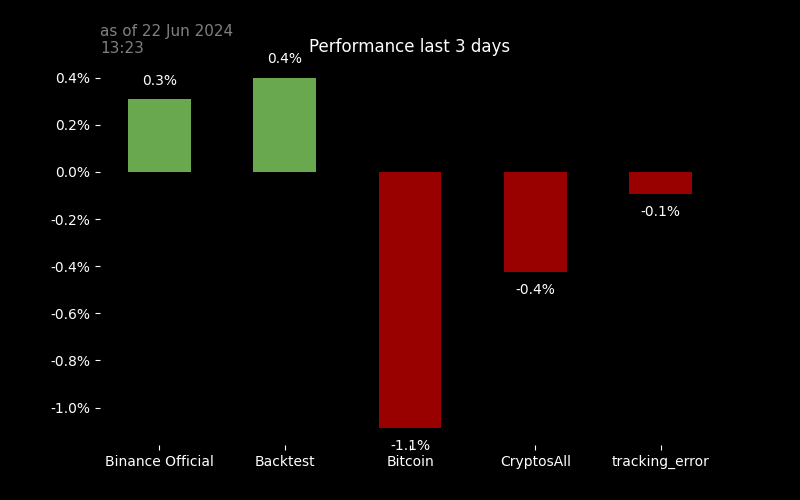 as of 22 Jun 2024
13:23
Performance last 3 days
0.4%
0.2%
0.0%
-0.2%
-0.4%
-0.6%
-0.8%
-1.0%
0.3%
0.4%
-1.1%
-0.4%
-0.1%
Binance Official
Backtest
Bitcoin
CryptosAll
tracking_error